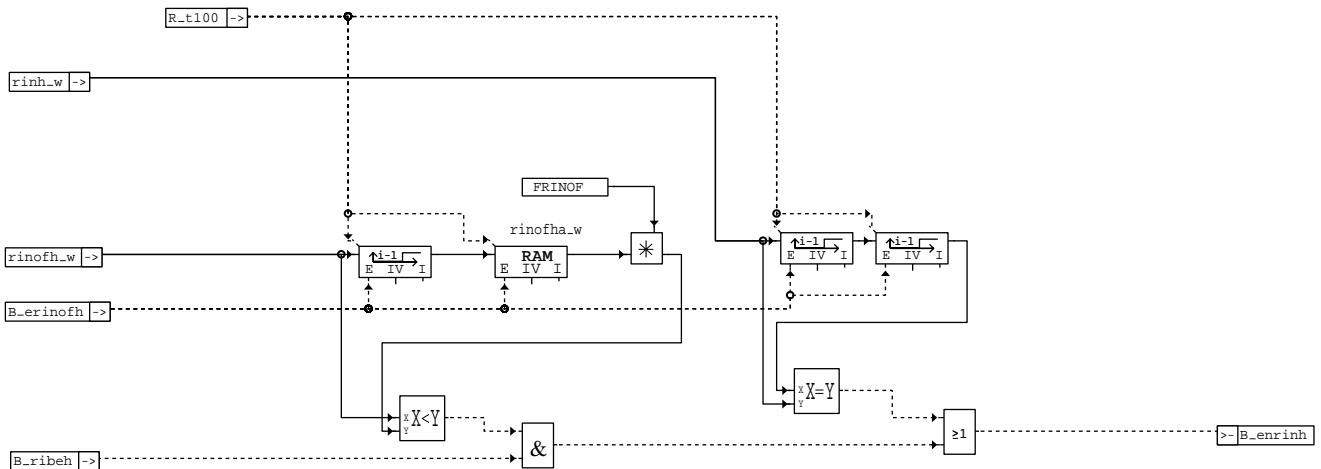 R_t100 ->
rinh_w ->
FRINOF
rinofha_w
i-1
E IV I
RAM
E IV I
*
i-1
E IV I
i-1
E IV I
rinofh_w ->
B_erinofh ->
X
Y
X<Y
X
Y
X=Y
&
≥1
>- B_enrinh
B_ribeh ->